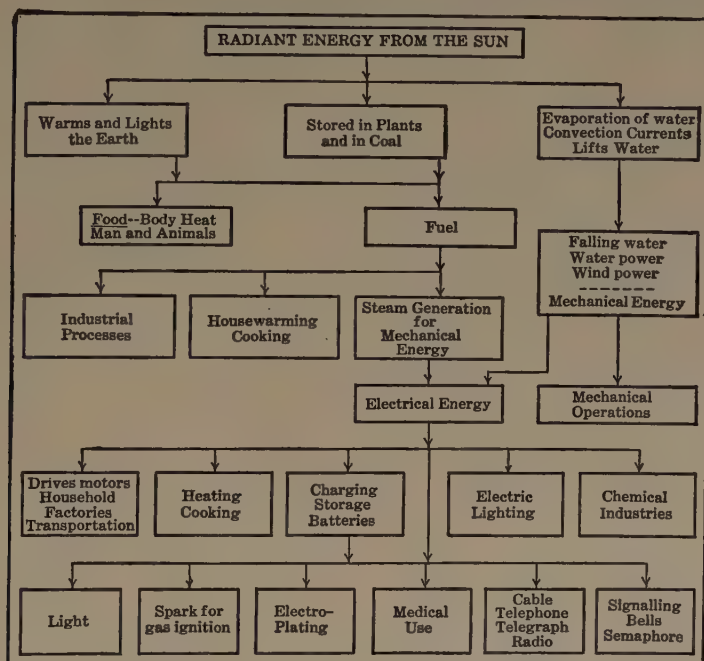 RADIANT ENERGY FROM THE SUN
Warms and Lights
the Earth
Stored in Plants
and in Coal
Evaporation of water
Convection Currents
Lifts Water
Food--Body Heat
Man and Animals
Fuel
Falling water
Water power
Wind power
-------
Mechanical Energy
Industrial
Processes
Housewarming
Cooking
Steam Generation
for
Mechanical
Energy
Electrical Energy
Mechanical
Operations
Drives motors
Household
Factories
Transportation
Heating
Cooking
Charging
Storage
Batteries
Electric
Lighting
Chemical
Industries
Light
Spark for
gas ignition
Electro-
Plating
Medical
Use
Cable
Telephone
Telegraph
Radio
Signalling
Bells
Semaphore